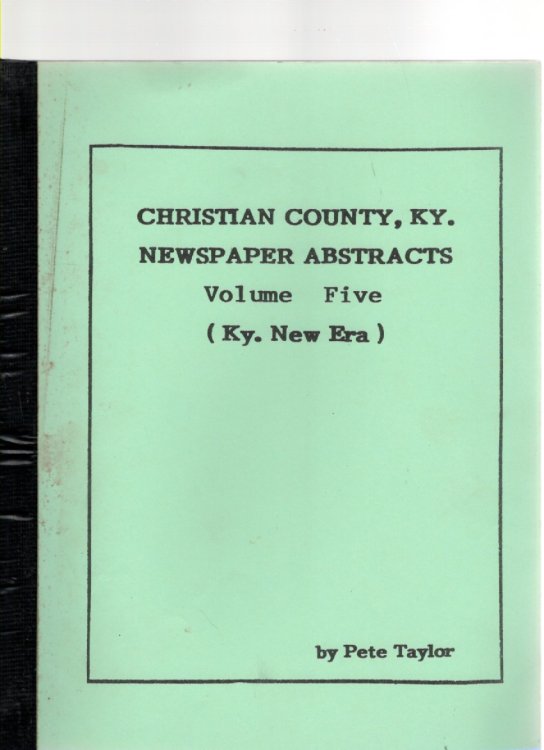 CHRISTIAN COUNTY, KY.
NEWSPAPER ABSTRACTS
Volume Five
( Ky. New Era )
by Pete Taylor